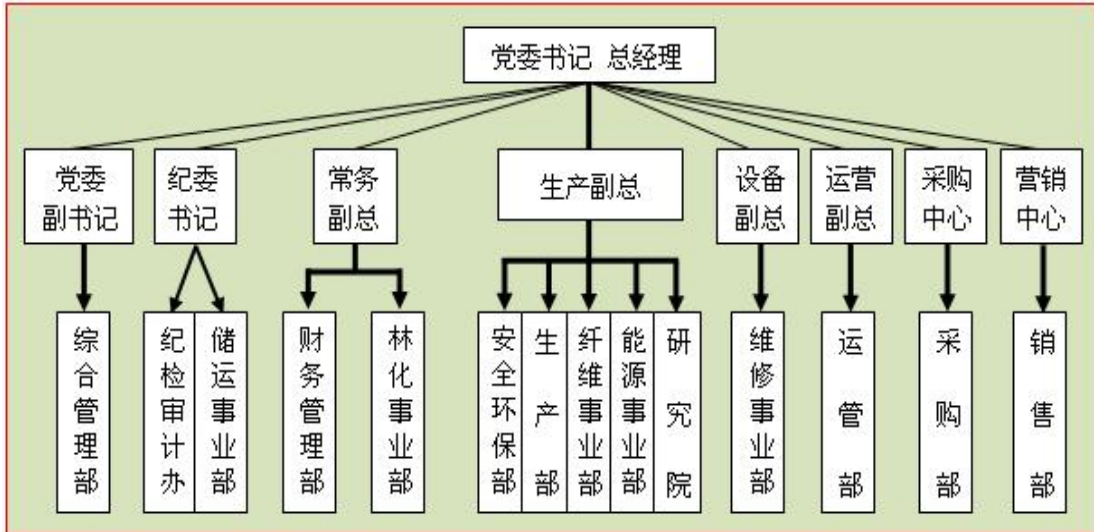 党委书记 总经理
党委
副书记
纪委
书记
常务
副总
生产副总
设备
副总
运营
副总
采购
中心
营销
中心
综合管理部
纪检审计办
储运事业部
财务管理部
林化事业部
安全环保部
生产部
纤维事业部
能源事业部
研究院
维修事业部
运管部
采购部
销售部